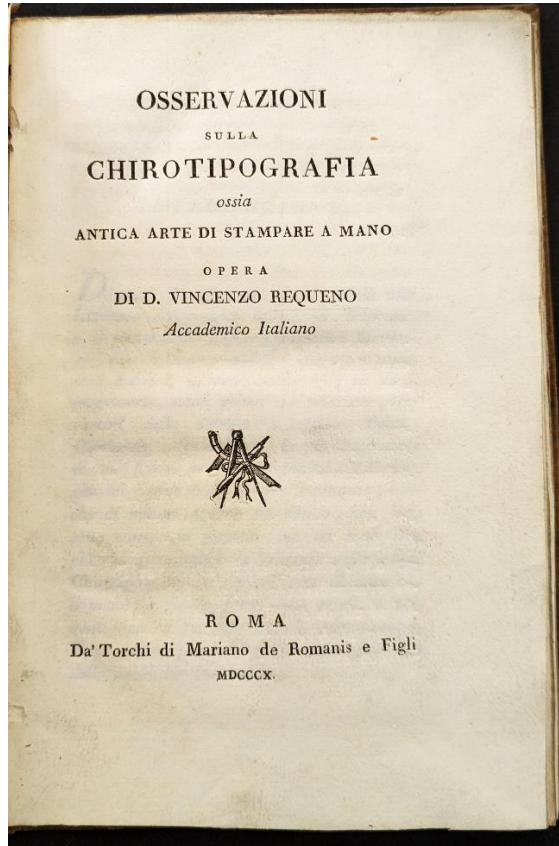 OSSERVAZIONI
SULLA
CHIROTIPOGRAFIA
ossia
ANTICA ARTE DI STAMPARE A MANO
OPERA
DI D. VINCENZO REQUENO
Accademico Italiano
ROMA
Da' Torchi di Mariano de Romanis e Figli
MDCCCX.